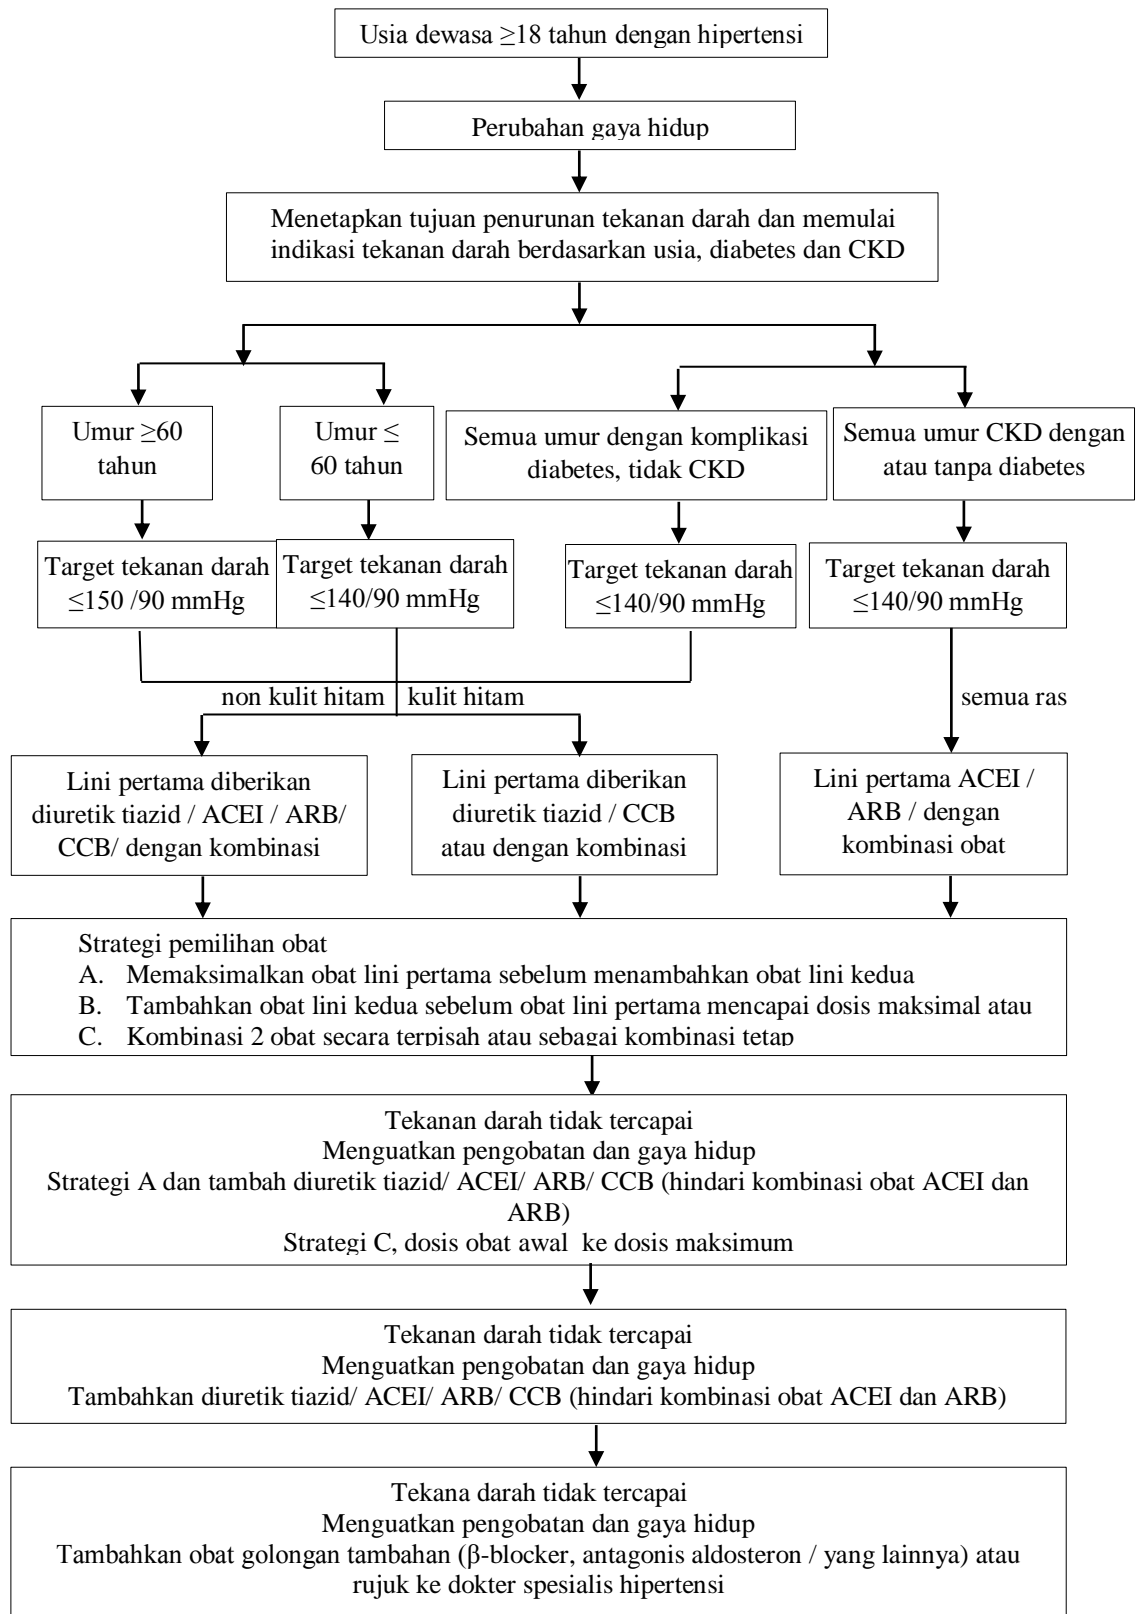 Usia dewasa ≥18 tahun dengan hipertensi
Perubahan gaya hidup
Menetapkan tujuan penurunan tekanan darah dan memulai
indikasi tekanan darah berdasarkan usia, diabetes dan CKD
Umur ≥60
tahun
Umur ≤
60 tahun
Semua umur dengan komplikasi
diabetes, tidak CKD
Semua umur CKD dengan
atau tanpa diabetes
Target tekanan darah
≤150 /90 mmHg
Target tekanan darah
≤140/90 mmHg
Target tekanan darah
≤140/90 mmHg
Target tekanan darah
≤140/90 mmHg
non kulit hitam
kulit hitam
semua ras
Lini pertama diberikan
diuretik tiazid / ACEI / ARB/
CCB/ dengan kombinasi
Lini pertama diberikan
diuretik tiazid / CCB
atau dengan kombinasi
Lini pertama ACEI /
ARB / dengan
kombinasi obat
Strategi pemilihan obat
A. Memaksimalkan obat lini pertama sebelum menambahkan obat lini kedua
B. Tambahkan obat lini kedua sebelum obat lini pertama mencapai dosis maksimal atau
C. Kombinasi 2 obat secara terpisah atau sebagai kombinasi tetap
Tekanan darah tidak tercapai
Menguatkan pengobatan dan gaya hidup
Strategi A dan tambah diuretik tiazid/ ACEI/ ARB/ CCB (hindari kombinasi obat ACEI dan
ARB)
Strategi C, dosis obat awal ke dosis maksimum
Tekanan darah tidak tercapai
Menguatkan pengobatan dan gaya hidup
Tambahkan diuretik tiazid/ ACEI/ ARB/ CCB (hindari kombinasi obat ACEI dan ARB)
Tekana darah tidak tercapai
Menguatkan pengobatan dan gaya hidup
Tambahkan obat golongan tambahan (β-blocker, antagonis aldosteron / yang lainnya) atau
rujuk ke dokter spesialis hipertensi